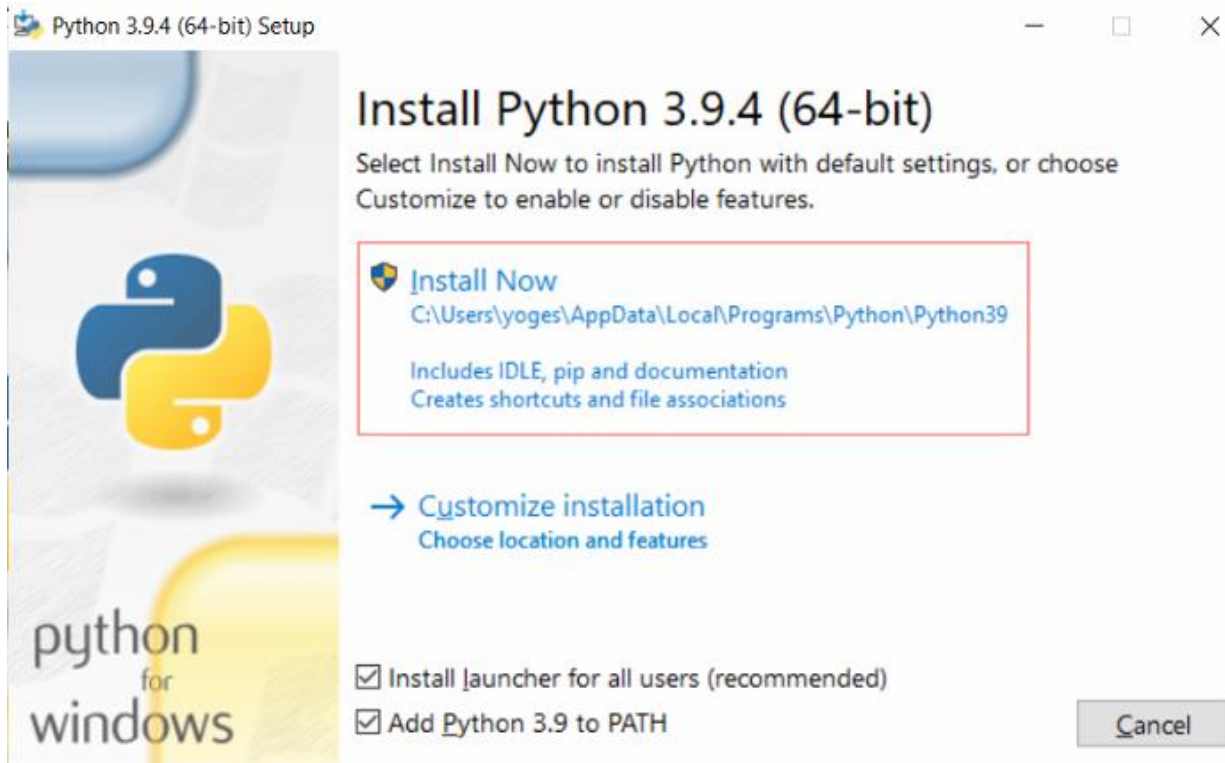 Python 3.9.4 (64-bit) Setup
Install Python 3.9.4 (64-bit)
Select Install Now to install Python with default settings, or choose
Customize to enable or disable features.
Install Now
C:\Users\yoges\AppData\Local\Programs\Python\Python39
Includes IDLE, pip and documentation
Creates shortcuts and file associations
Customize installation
Choose location and features
python
for
windows
Install launcher for all users (recommended)
Add Python 3.9 to PATH
Cancel